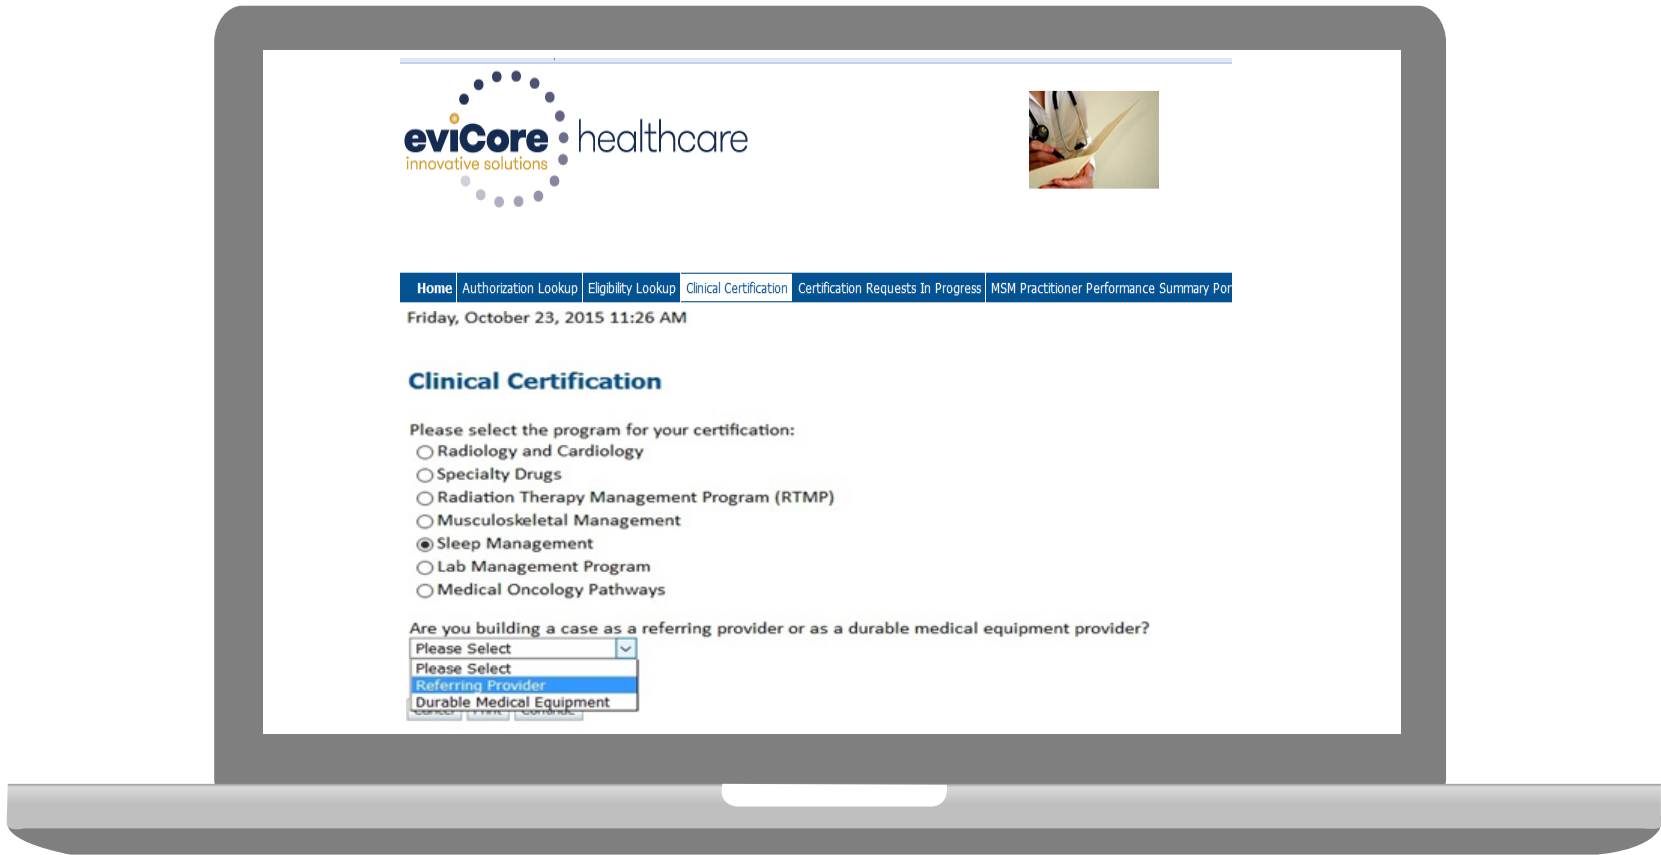 eviCore healthcare
innovative solutions
Home Authorization Lookup Eligibility Lookup Clinical Certification Certification Requests In Progress MSM Practitioner Performance Summary Por
Friday, October 23, 2015 11:26 AM
Clinical Certification
Please select the program for your certification:
Radiology and Cardiology
Specialty Drugs
Radiation Therapy Management Program (RTMP)
Musculoskeletal Management
Sleep Management
Lab Management Program
Medical Oncology Pathways
Are you building a case as a referring provider or as a durable medical equipment provider?
Please Select
Please Select
Referring Provider
Durable Medical Equipment
Cancel Print Continue